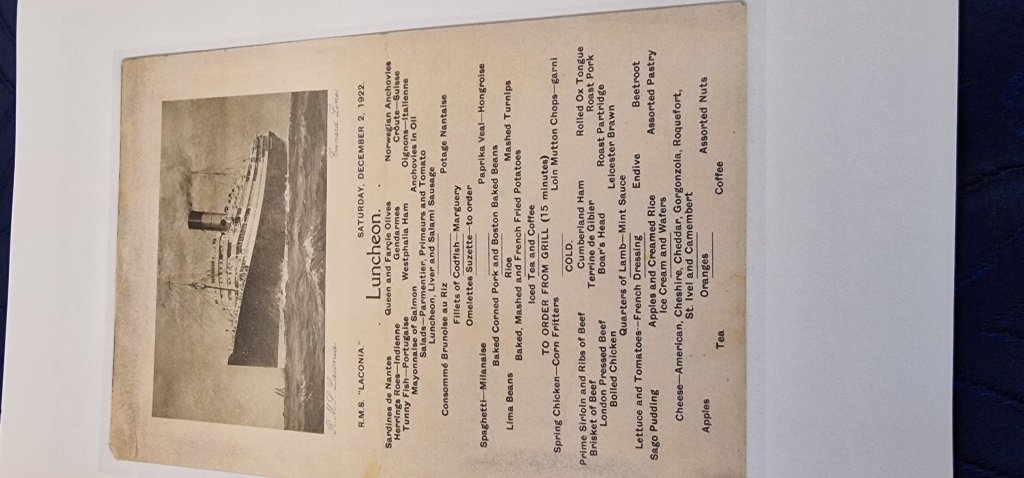 R.M.S. Laconia. Cunard Line
R.M.S. "LACONIA." SATURDAY, DECEMBER 2, 1922.
Luncheon.
Sardines de Nantes Queen and Farçie Olives Norwegian Anchovies
Herrings Roes—Indienne Gendarmes Croûte—Suisse
Tunny Fish—Portugaise Westphalia Ham Oignons—Italienne
Mayonnaise of Salmon Anchovies in Oil
Salads—Parmentier, Primeurs and Tomato
Luncheon, Liver and Salami Sausage
Consommé Brunoise au Riz Potage Nantaise
Fillets of Codfish—Marguery
Omelettes Suzette—to order
Spaghetti—Milanaise Paprika Veal—Hongroise
Baked Corned Pork and Boston Baked Beans
Lima Beans Rice Mashed Turnips
Baked, Mashed and French Fried Potatoes
Iced Tea and Coffee
TO ORDER FROM GRILL (15 minutes)
Spring Chicken—Corn Fritters Loin Mutton Chops—garni
COLD.
Prime Sirloin and Ribs of Beef Cumberland Ham Rolled Ox Tongue
Brisket of Beef Terrine de Gibier Roast Pork
London Pressed Beef Boar's Head Roast Partridge
Boiled Chicken Leicester Brawn
Quarters of Lamb—Mint Sauce
Lettuce and Tomatoes—French Dressing Endive Beetroot
Sago Pudding Apples and Creamed Rice Assorted Pastry
Ice Cream and Wafers
Cheese—American, Cheshire, Cheddar, Gorgonzola, Roquefort,
St. Ivel and Camembert
Apples Oranges Assorted Nuts
Tea Coffee